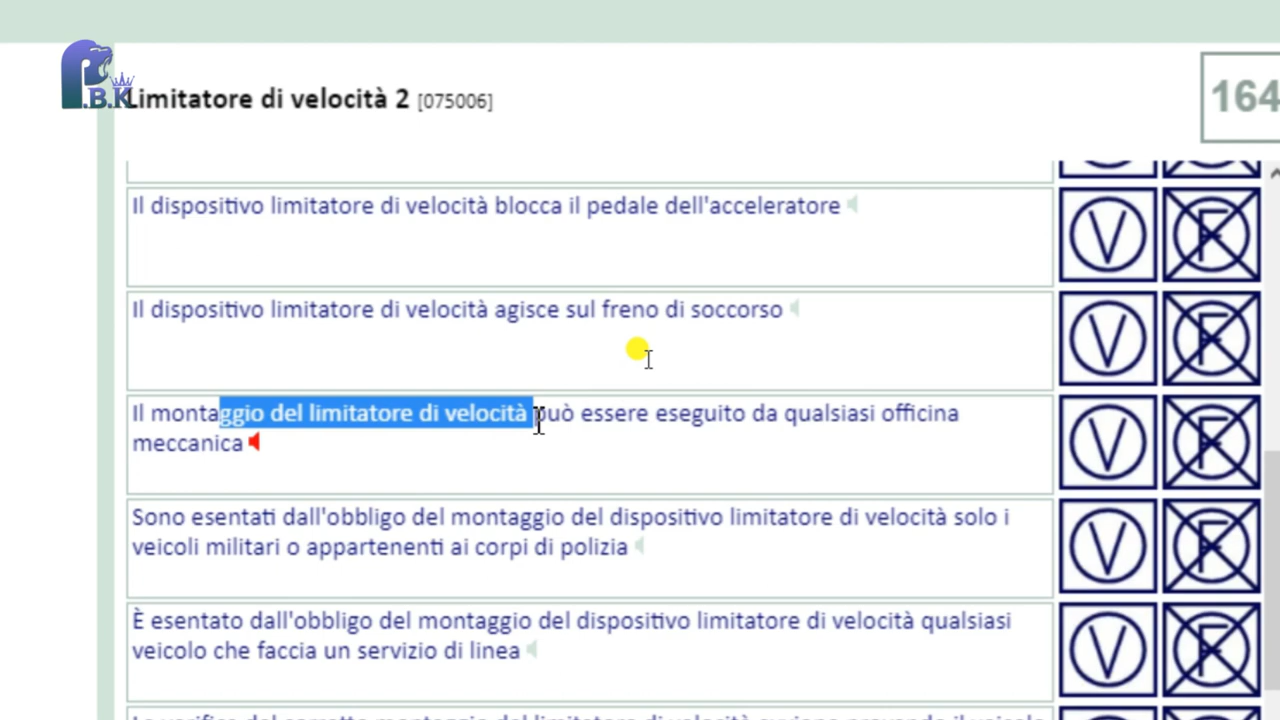 P.B.K
Limitatore di velocità 2 [075006]
164
Il dispositivo limitatore di velocità blocca il pedale dell'acceleratore
V F
Il dispositivo limitatore di velocità agisce sul freno di soccorso
V F
Il montaggio del limitatore di velocità può essere eseguito da qualsiasi officina
meccanica
V F
Sono esentati dall'obbligo del montaggio del dispositivo limitatore di velocità solo i
veicoli militari o appartenenti ai corpi di polizia
V F
È esentato dall'obbligo del montaggio del dispositivo limitatore di velocità qualsiasi
veicolo che faccia un servizio di linea
V F